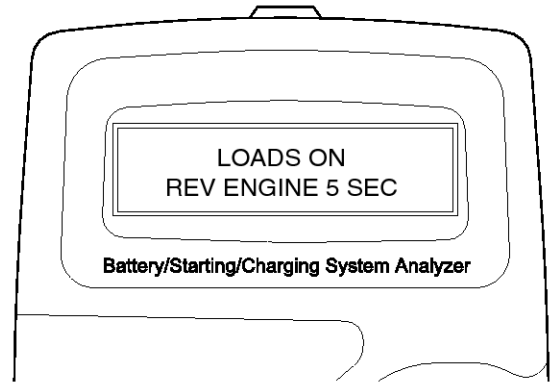 LOADS ON
REV ENGINE 5 SEC
Battery/Starting/Charging System Analyzer